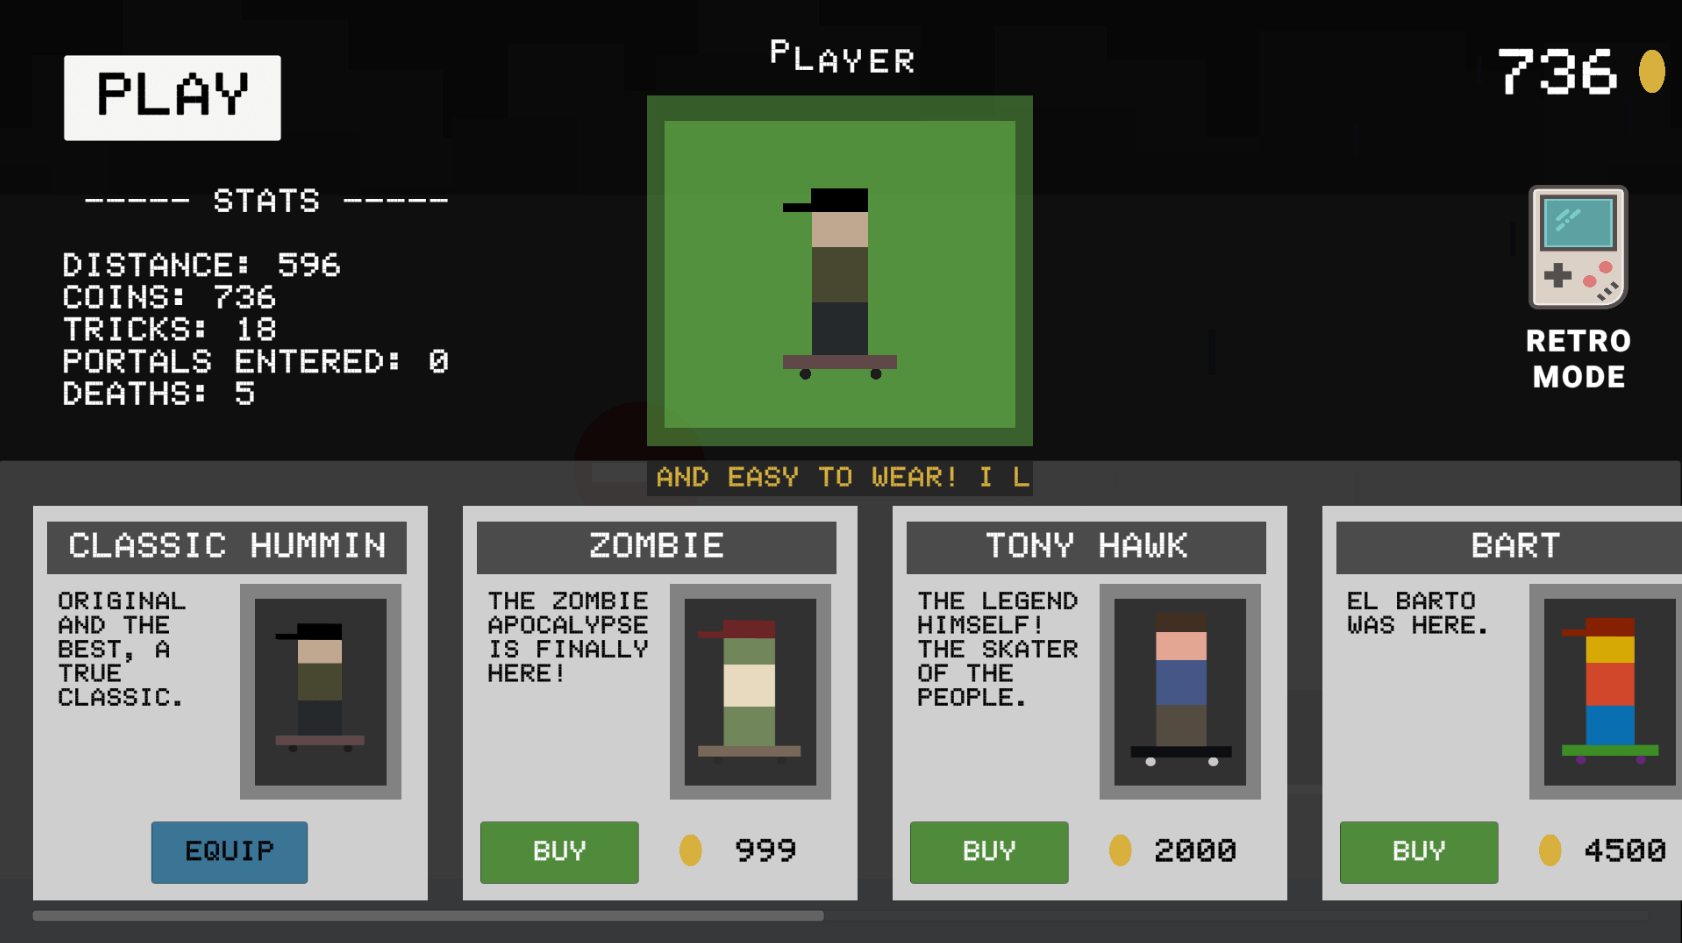 PLAYER
PLAY
736
----- STATS -----
DISTANCE: 596
COINS: 736
TRICKS: 18
PORTALS ENTERED: 0
DEATHS: 5
RETRO
MODE
AND EASY TO WEAR! I L
CLASSIC HUMMIN
ORIGINAL
AND THE
BEST, A
TRUE
CLASSIC.
EQUIP
ZOMBIE
THE ZOMBIE
APOCALYPSE
IS FINALLY
HERE!
BUY
999
TONY HAWK
THE LEGEND
HIMSELF!
THE SKATER
OF THE
PEOPLE.
BUY
2000
BART
EL BARTO
WAS HERE.
BUY
4500